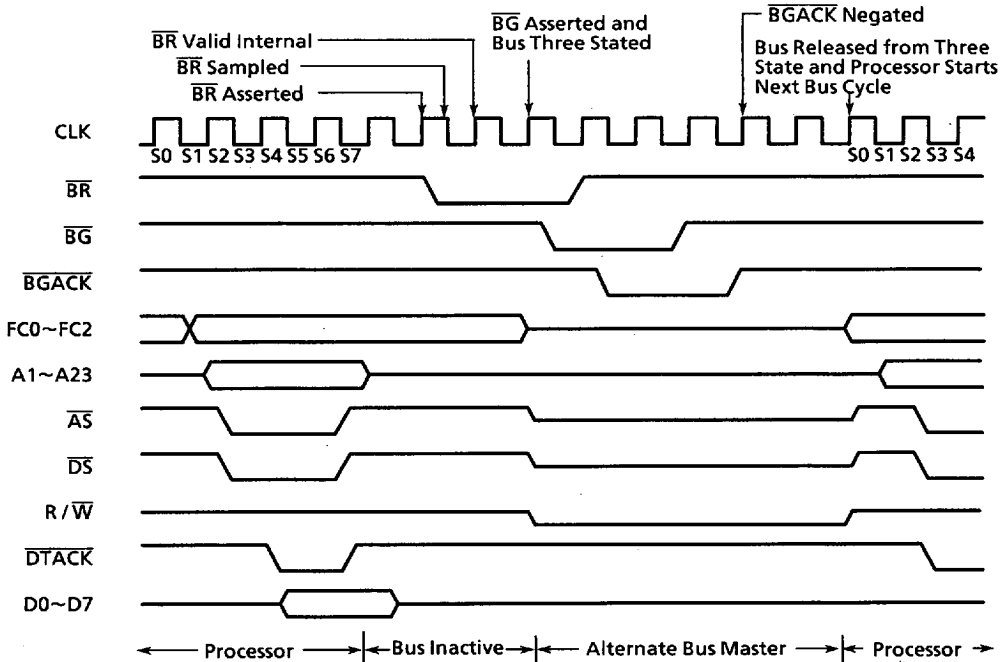 BGACK Negated
BG Asserted and
Bus Three Stated
BR Valid Internal
BR Sampled
BR Asserted
Bus Released from Three
State and Processor Starts
Next Bus Cycle
CLK
S0 S1 S2 S3 S4 S5 S6 S7 S0 S1 S2 S3 S4
BR
BG
BGACK
FC0~FC2
A1~A23
AS
DS
R/W
DTACK
D0~D7
Processor Bus Inactive Alternate Bus Master Processor